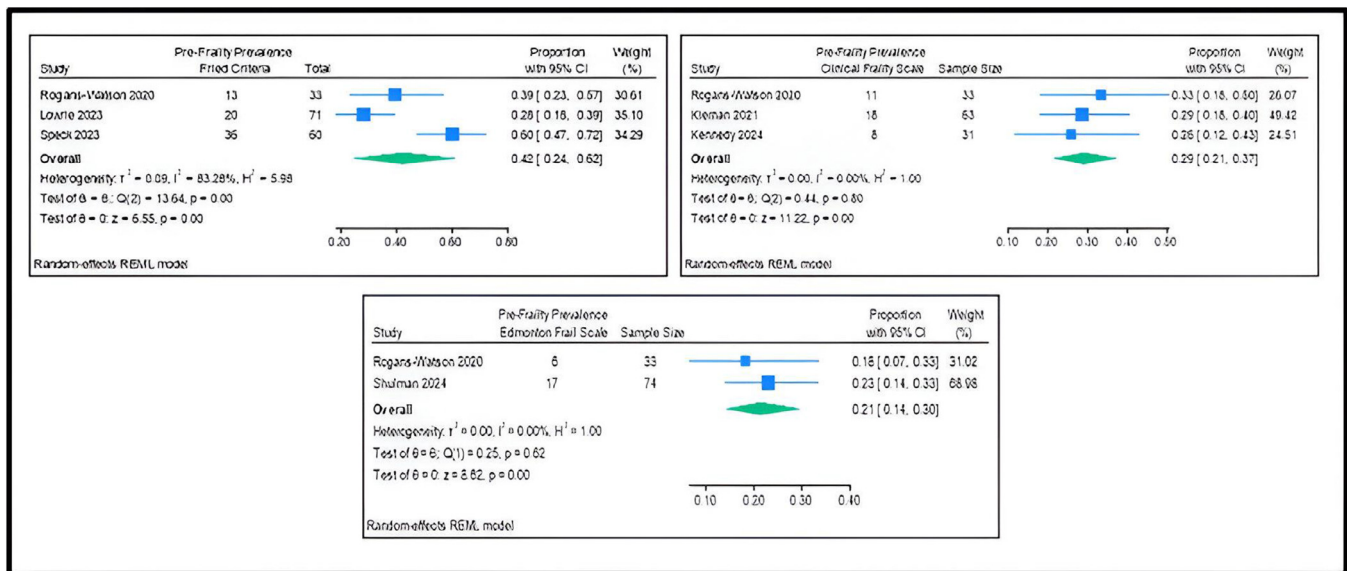 Pre-Frailty Prevalence Proportion Weight
Study Fried Criteria Total with 95% CI (%)
Rogans-Watson 2020 13 33 0.39 [ 0.23, 0.57] 30.61
Lowrie 2023 20 71 0.28 [ 0.18, 0.39] 35.10
Speck 2023 36 60 0.60 [ 0.47, 0.72] 34.29
Overall 0.42 [ 0.24, 0.62]
Heterogeneity: τ² = 0.09, I² = 83.28%, H² = 5.98
Test of θᵢ = θⱼ: Q(2) = 13.64, p = 0.00
Test of θ = 0: z = 6.55, p = 0.00
0.20 0.40 0.60 0.80
Random-effects REML model
Pre-Frailty Prevalence Proportion Weight
Study Clinical Frailty Scale Sample Size with 95% CI (%)
Rogans-Watson 2020 11 33 0.33 [ 0.18, 0.50] 26.07
Kleman 2021 18 63 0.29 [ 0.18, 0.40] 49.42
Kennedy 2024 8 31 0.26 [ 0.12, 0.43] 24.51
Overall 0.29 [ 0.21, 0.37]
Heterogeneity: τ² = 0.00, I² = 0.00%, H² = 1.00
Test of θᵢ = θⱼ: Q(2) = 0.44, p = 0.80
Test of θ = 0: z = 11.22, p = 0.00
0.10 0.20 0.30 0.40 0.50
Random-effects REML model
Pre-Frailty Prevalence Proportion Weight
Study Edmonton Frail Scale Sample Size with 95% CI (%)
Rogans-Watson 2020 6 33 0.18 [ 0.07, 0.33] 31.02
Shulman 2024 17 74 0.23 [ 0.14, 0.33] 68.98
Overall 0.21 [ 0.14, 0.30]
Heterogeneity: τ² = 0.00, I² = 0.00%, H² = 1.00
Test of θᵢ = θⱼ: Q(1) = 0.25, p = 0.62
Test of θ = 0: z = 8.62, p = 0.00
0.10 0.20 0.30 0.40
Random-effects REML model